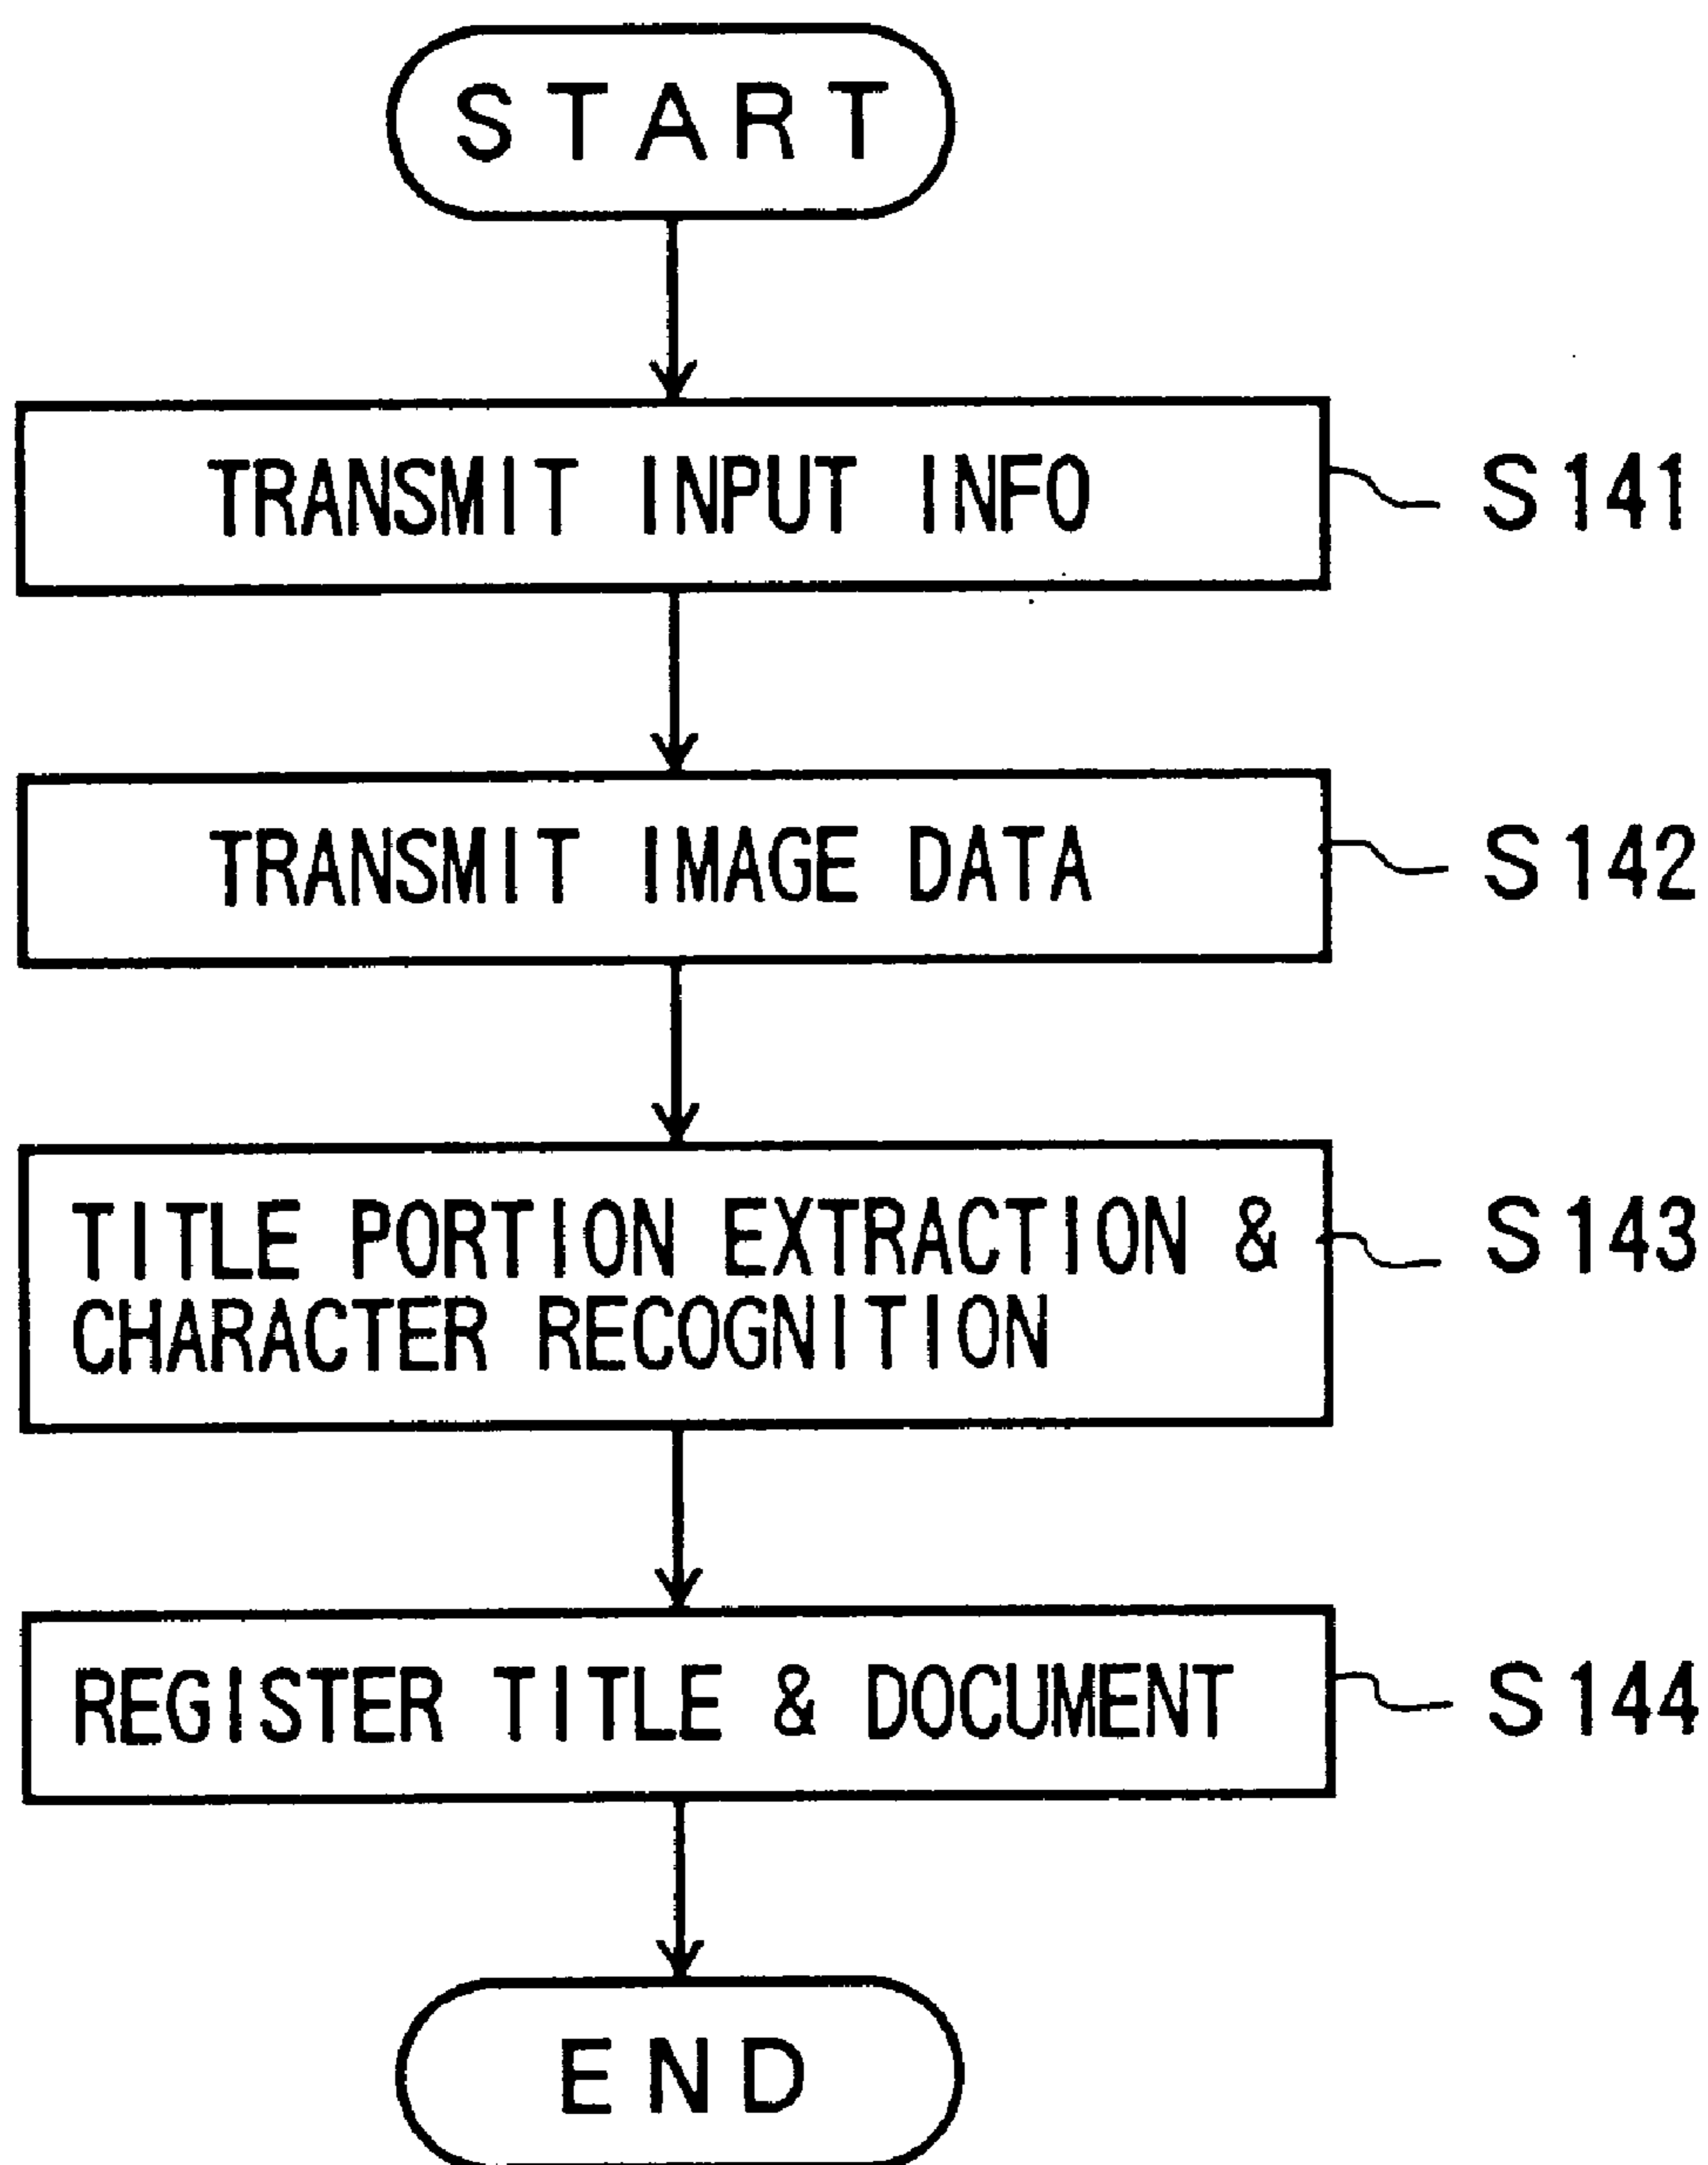 START
TRANSMIT INPUT INFO
S141
TRANSMIT IMAGE DATA
S142
TITLE PORTION EXTRACTION &
CHARACTER RECOGNITION
S143
REGISTER TITLE & DOCUMENT
S144
END